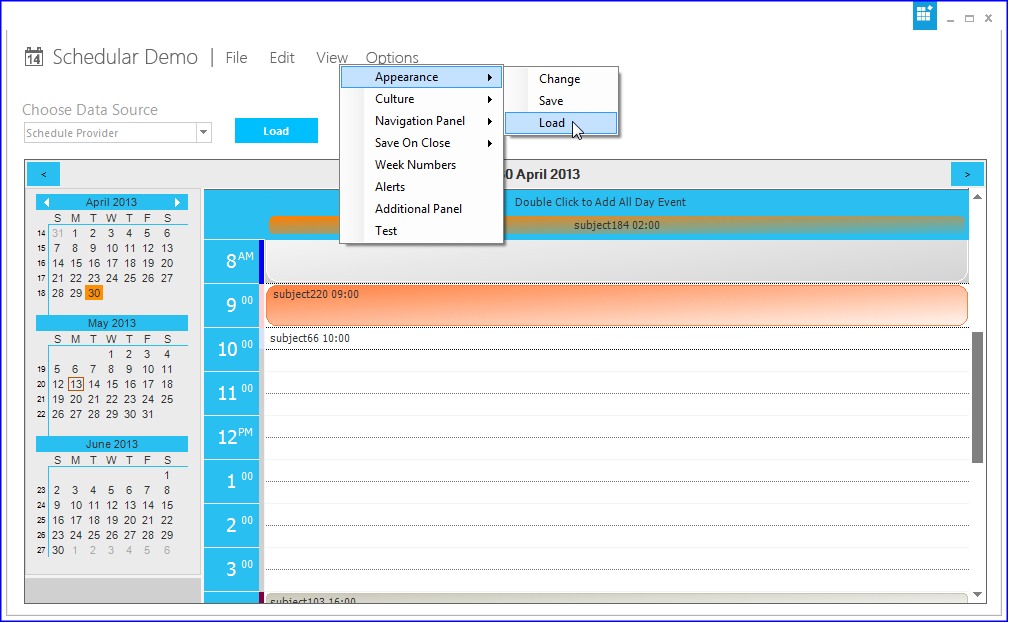 14 Schedular Demo | File Edit View Options
Appearance
Culture
Navigation Panel
Save On Close
Week Numbers
Alerts
Additional Panel
Test
Change
Save
Load
Choose Data Source
Schedule Provider
Load
<
0 April 2013
>
April 2013
S M T W T F S
14 31 1 2 3 4 5 6
15 7 8 9 10 11 12 13
16 14 15 16 17 18 19 20
17 21 22 23 24 25 26 27
18 28 29 30
May 2013
S M T W T F S
1 2 3 4
19 5 6 7 8 9 10 11
20 12 13 14 15 16 17 18
21 19 20 21 22 23 24 25
22 26 27 28 29 30 31
June 2013
S M T W T F S
1
23 2 3 4 5 6 7 8
24 9 10 11 12 13 14 15
25 16 17 18 19 20 21 22
26 23 24 25 26 27 28 29
27 30 1 2 3 4 5 6
Double Click to Add All Day Event
subject184 02:00
8 AM
9 00
subject220 09:00
10 00
subject66 10:00
11 00
12 PM
1 00
2 00
3 00
subject103 16:00